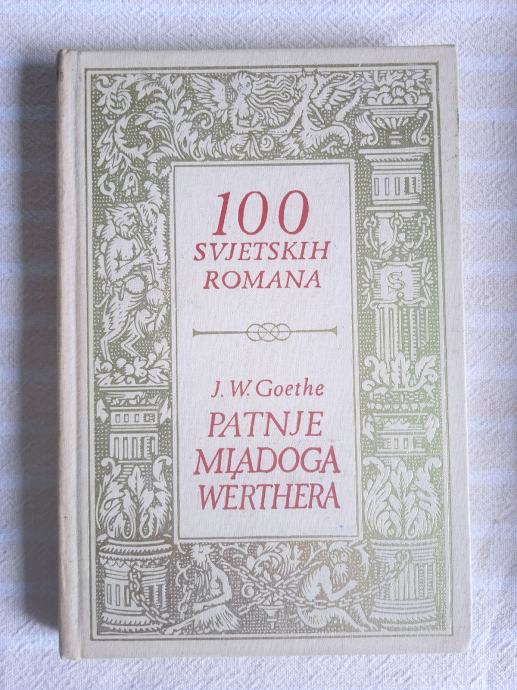 100
SVJETSKIH
ROMANA
J. W. Goethe
PATNJE
MLADOGA
WERTHERA
A
S